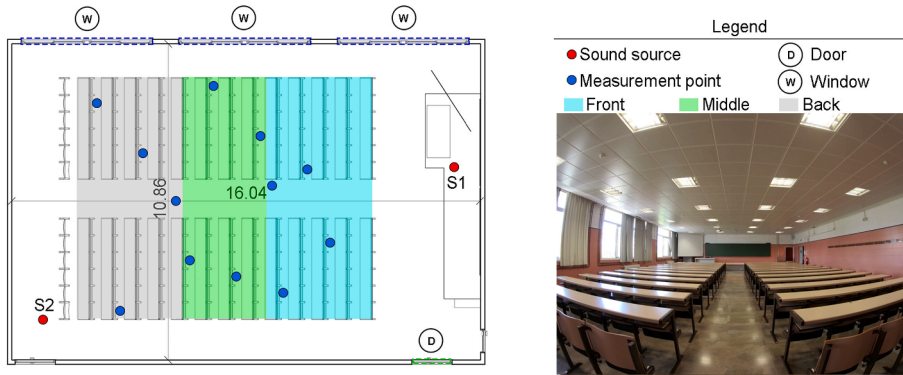 W
W
W
10.86
16.04
S1
S2
D
Legend
Sound source
D Door
Measurement point
W Window
Front
Middle
Back